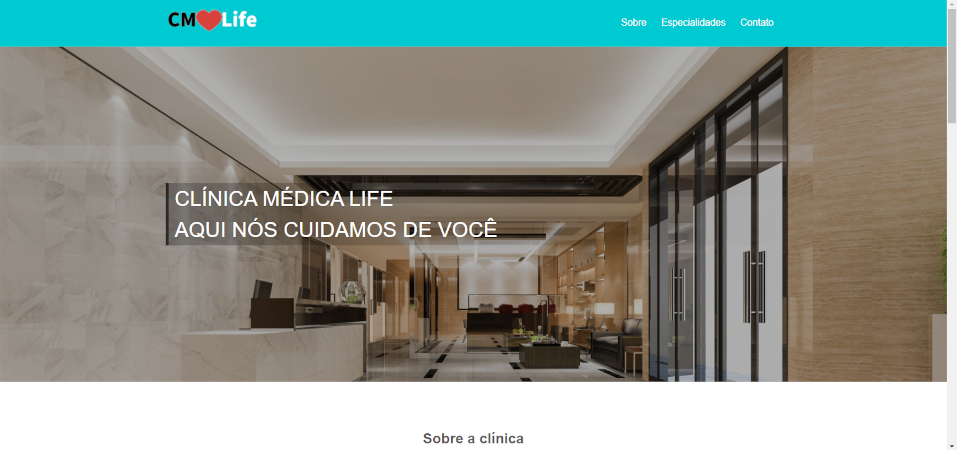 CM Life
Sobre Especialidades Contato
CLÍNICA MÉDICA LIFE
AQUI NÓS CUIDAMOS DE VOCÊ
Sobre a clínica